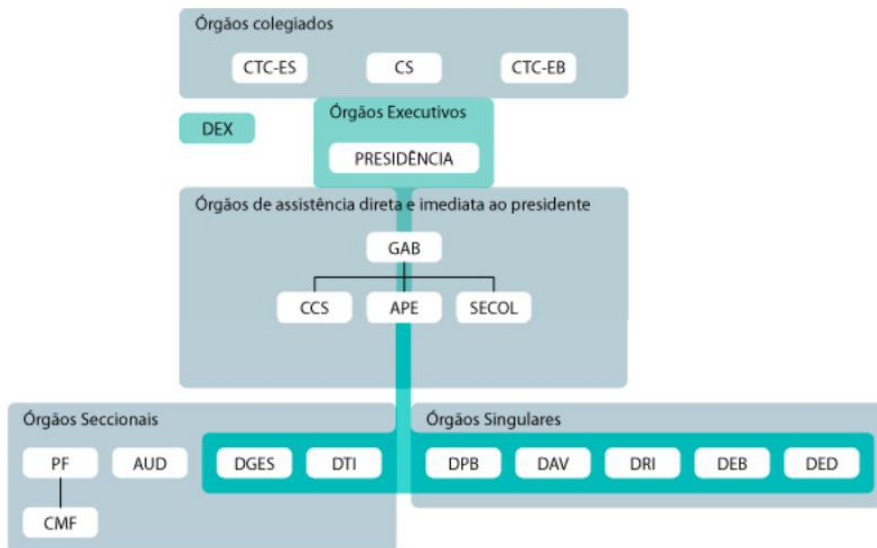 Órgãos colegiados
CTC-ES CS CTC-EB
DEX
Órgãos Executivos
PRESIDÊNCIA
Órgãos de assistência direta e imediata ao presidente
GAB
CCS APE SECOL
Órgãos Seccionais
PF AUD DGES DTI
CMF
Órgãos Singulares
DPB DAV DRI DEB DED